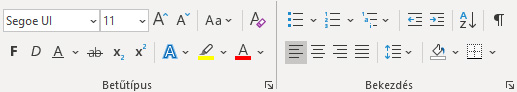 Segoe UI 11 A A Aa A
F D A ab x₂ x² A A
Betűtípus Bekezdés